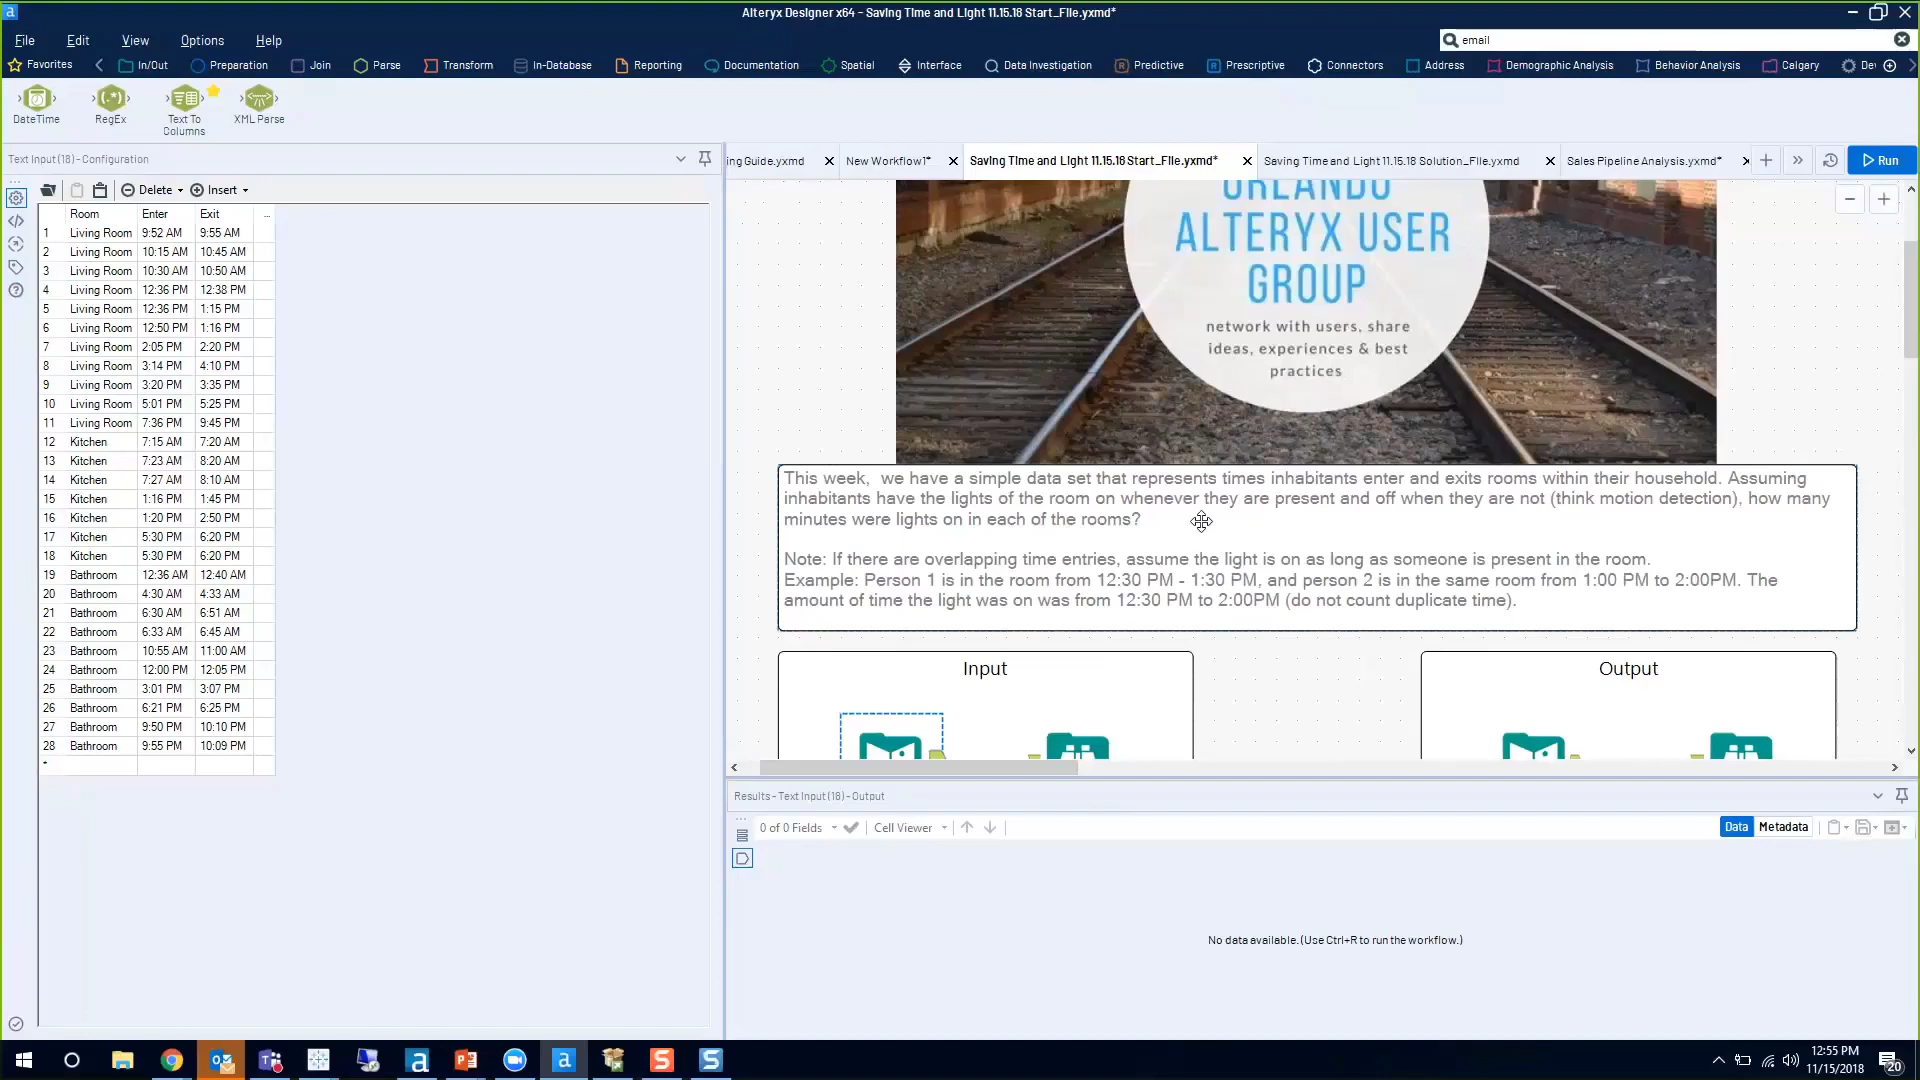 Alteryx Designer x64 - Saving Time and Light 11.15.18 Start_File.yxmd*
File Edit View Options Help
email
Favorites In/Out Preparation Join Parse Transform In-Database Reporting Documentation Spatial Interface Data Investigation Predictive Prescriptive Connectors Address Demographic Analysis Behavior Analysis Calgary De
DateTime RegEx Text To Columns XML Parse
Text Input (18) - Configuration
Delete Insert
Room Enter Exit ...
1 Living Room 9:52 AM 9:55 AM
2 Living Room 10:15 AM 10:45 AM
3 Living Room 10:30 AM 10:50 AM
4 Living Room 12:36 PM 12:38 PM
5 Living Room 12:36 PM 1:15 PM
6 Living Room 12:50 PM 1:16 PM
7 Living Room 2:05 PM 2:20 PM
8 Living Room 3:14 PM 4:10 PM
9 Living Room 3:20 PM 3:35 PM
10 Living Room 5:01 PM 5:25 PM
11 Living Room 7:36 PM 9:45 PM
12 Kitchen 7:15 AM 7:20 AM
13 Kitchen 7:23 AM 8:20 AM
14 Kitchen 7:27 AM 8:10 AM
15 Kitchen 1:16 PM 1:45 PM
16 Kitchen 1:20 PM 2:50 PM
17 Kitchen 5:30 PM 6:20 PM
18 Kitchen 5:30 PM 6:20 PM
19 Bathroom 12:36 AM 12:40 AM
20 Bathroom 4:30 AM 4:33 AM
21 Bathroom 6:30 AM 6:51 AM
22 Bathroom 6:33 AM 6:45 AM
23 Bathroom 10:55 AM 11:00 AM
24 Bathroom 12:00 PM 12:05 PM
25 Bathroom 3:01 PM 3:07 PM
26 Bathroom 6:21 PM 6:25 PM
27 Bathroom 9:50 PM 10:10 PM
28 Bathroom 9:55 PM 10:09 PM
*
ing Guide.yxmd New Workflow1* Saving Time and Light 11.15.18 Start_File.yxmd* Saving Time and Light 11.15.18 Solution_File.yxmd Sales Pipeline Analysis.yxmd* Run
ORLANDO
ALTERYX USER
GROUP
network with users, share
ideas, experiences & best
practices
This week, we have a simple data set that represents times inhabitants enter and exits rooms within their household. Assuming
inhabitants have the lights of the room on whenever they are present and off when they are not (think motion detection), how many
minutes were lights on in each of the rooms?
Note: If there are overlapping time entries, assume the light is on as long as someone is present in the room.
Example: Person 1 is in the room from 12:30 PM - 1:30 PM, and person 2 is in the same room from 1:00 PM to 2:00PM. The
amount of time the light was on was from 12:30 PM to 2:00PM (do not count duplicate time).
Input
Output
Results - Text Input (18) - Output
0 of 0 Fields Cell Viewer Data Metadata
No data available. (Use Ctrl+R to run the workflow.)
12:55 PM
11/15/2018
20